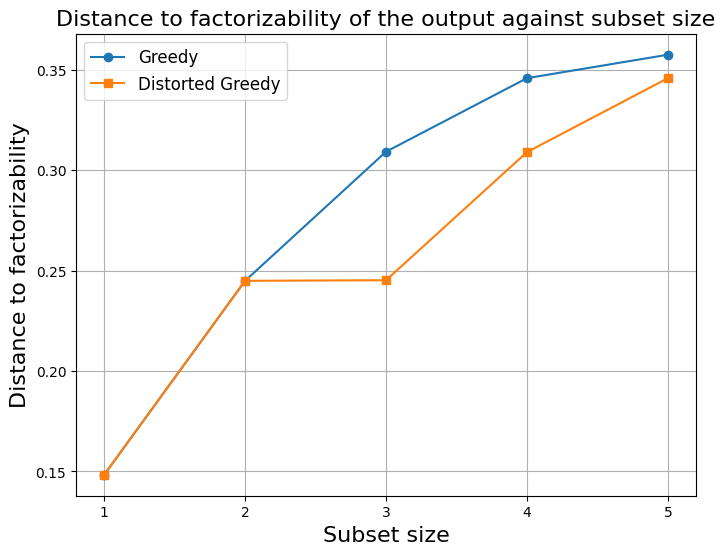 Distance to factorizability of the output against subset size
Greedy
Distorted Greedy
Distance to factorizability
0.35
0.30
0.25
0.20
0.15
1 2 3 4 5
Subset size